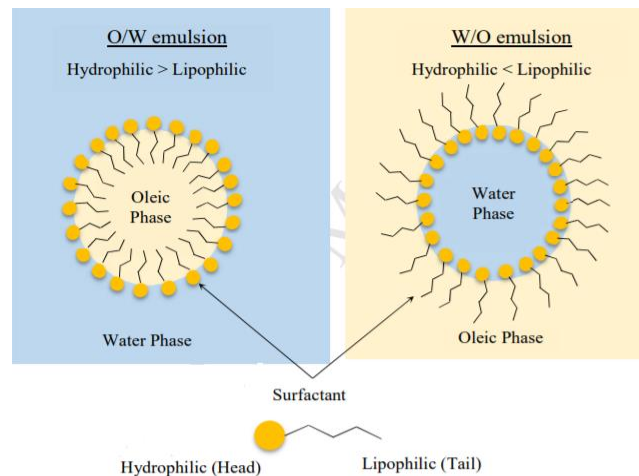 O/W emulsion
Hydrophilic > Lipophilic
Oleic
Phase
Water Phase
W/O emulsion
Hydrophilic < Lipophilic
Water
Phase
Oleic Phase
Surfactant
Hydrophilic (Head)
Lipophilic (Tail)